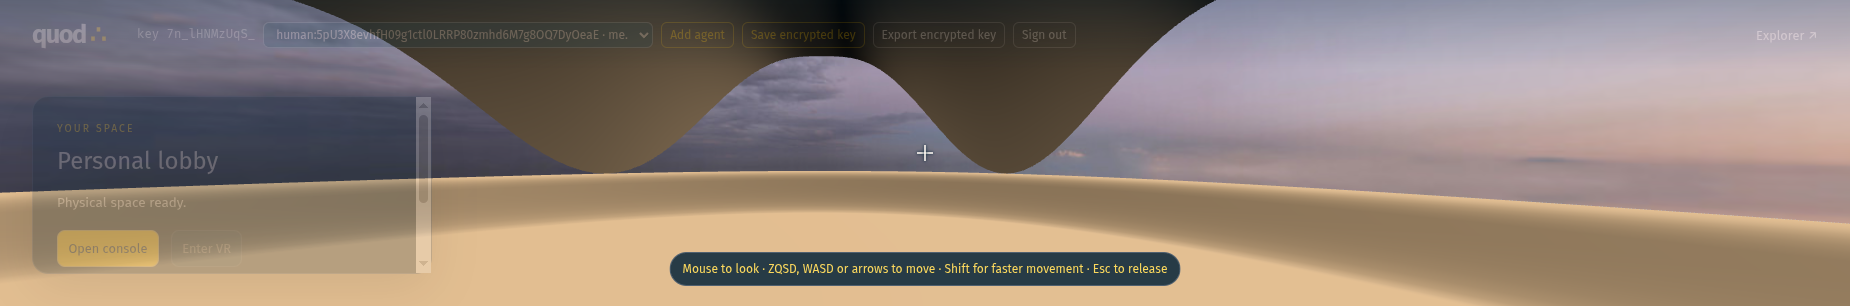 quod
key 7n_lHNMzUqS_
human:5pU3X8evhfH09g1ctl0LRRP80zmhd6M7g8OQ7DyOeaE · me.
Add agent
Save encrypted key
Export encrypted key
Sign out
Explorer ↗
YOUR SPACE
Personal lobby
Physical space ready.
Open console
Enter VR
Mouse to look · ZQSD, WASD or arrows to move · Shift for faster movement · Esc to release